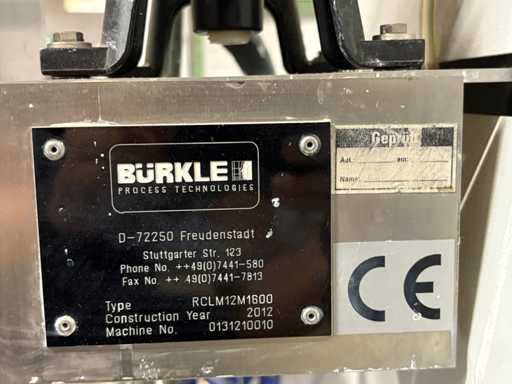 BÜRKLE
PROCESS TECHNOLOGIES
D-72250 Freudenstadt
Stuttgarter Str. 123
Phone No. ++49(0)7441-580
Fax No. ++ 49(0)7441-7813
Type RCLM12M1600
Construction Year 2012
Machine No. 0131210010
Geprüft
Name:
CE